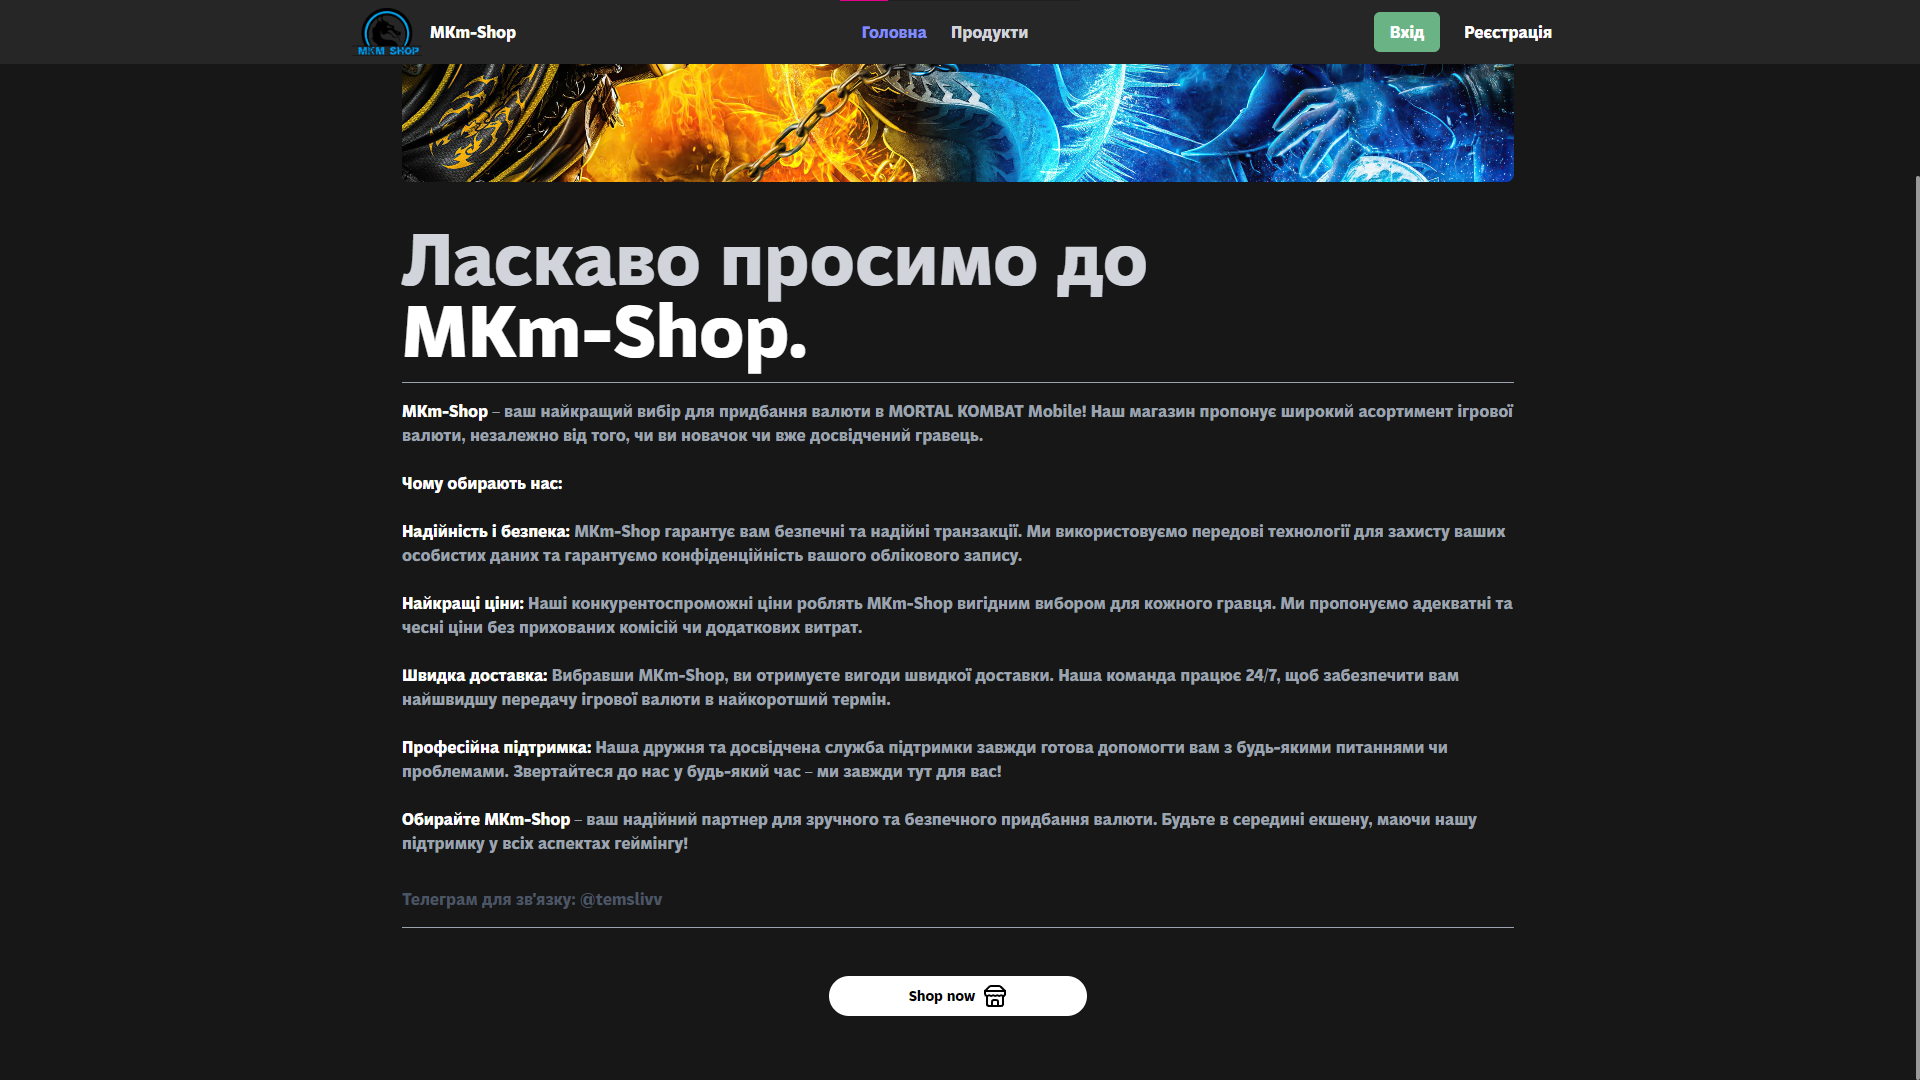 MKM SHOP
MKm-Shop
Головна
Продукти
Вхід
Реєстрація
Ласкаво просимо до
MKm-Shop.
MKm-Shop – ваш найкращий вибір для придбання валюти в MORTAL KOMBAT Mobile! Наш магазин пропонує широкий асортимент ігрової
валюти, незалежно від того, чи ви новачок чи вже досвідчений гравець.
Чому обирають нас:
Надійність і безпека: MKm-Shop гарантує вам безпечні та надійні транзакції. Ми використовуємо передові технології для захисту ваших
особистих даних та гарантуємо конфіденційність вашого облікового запису.
Найкращі ціни: Наші конкурентоспроможні ціни роблять MKm-Shop вигідним вибором для кожного гравця. Ми пропонуємо адекватні та
чесні ціни без прихованих комісій чи додаткових витрат.
Швидка доставка: Вибравши MKm-Shop, ви отримуєте вигоди швидкої доставки. Наша команда працює 24/7, щоб забезпечити вам
найшвидшу передачу ігрової валюти в найкоротший термін.
Професійна підтримка: Наша дружня та досвідчена служба підтримки завжди готова допомогти вам з будь-якими питаннями чи
проблемами. Звертайтеся до нас у будь-який час – ми завжди тут для вас!
Обирайте MKm-Shop – ваш надійний партнер для зручного та безпечного придбання валюти. Будьте в середині екшену, маючи нашу
підтримку у всіх аспектах геймінгу!
Телеграм для зв'язку: @temslivv
Shop now